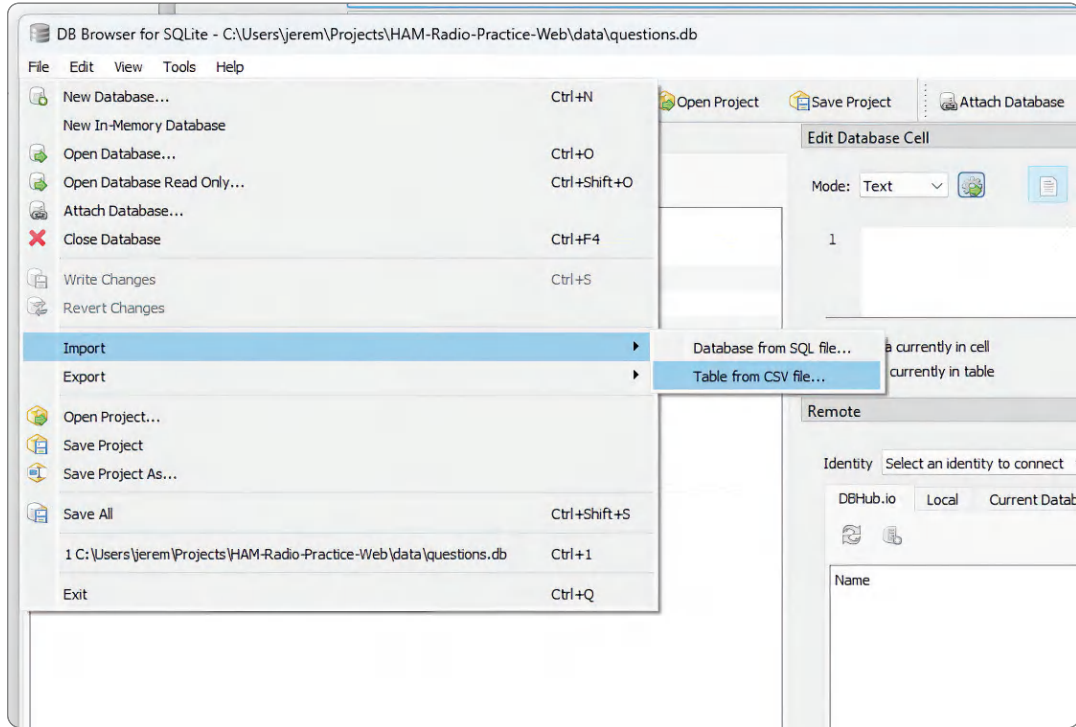 DB Browser for SQLite - C:\Users\jerem\Projects\HAM-Radio-Practice-Web\data\questions.db
File Edit View Tools Help
New Database... Ctrl+N
New In-Memory Database
Open Database... Ctrl+O
Open Database Read Only... Ctrl+Shift+O
Attach Database...
Close Database Ctrl+F4
Write Changes Ctrl+S
Revert Changes
Import
Export
Open Project...
Save Project
Save Project As...
Save All Ctrl+Shift+S
1 C:\Users\jerem\Projects\HAM-Radio-Practice-Web\data\questions.db Ctrl+1
Exit Ctrl+Q
Database from SQL file...
Table from CSV file...
Open Project Save Project Attach Database
Edit Database Cell
Mode: Text
1
a currently in cell
currently in table
Remote
Identity Select an identity to connect
DBHub.io Local Current Datab
Name